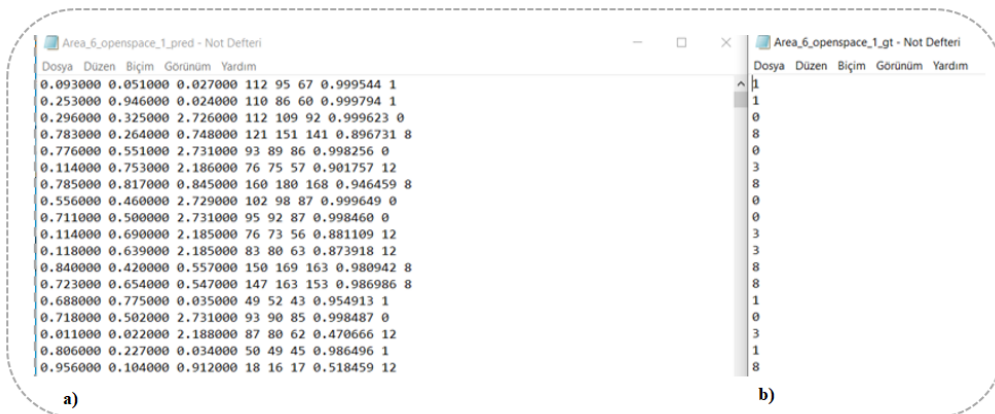 Area_6_openspace_1_pred - Not Defteri
Dosya Düzen Biçim Görünüm Yardım
0.093000 0.051000 0.027000 112 95 67 0.999544 1
0.253000 0.946000 0.024000 110 86 60 0.999794 1
0.296000 0.325000 2.726000 112 109 92 0.999623 0
0.783000 0.264000 0.748000 121 151 141 0.896731 8
0.776000 0.551000 2.731000 93 89 86 0.998256 0
0.114000 0.753000 2.186000 76 75 57 0.901757 12
0.785000 0.817000 0.845000 160 180 168 0.946459 8
0.556000 0.460000 2.729000 102 98 87 0.999649 0
0.711000 0.500000 2.731000 95 92 87 0.998460 0
0.114000 0.690000 2.185000 76 73 56 0.881109 12
0.118000 0.639000 2.185000 83 80 63 0.873918 12
0.840000 0.420000 0.557000 150 169 163 0.980942 8
0.723000 0.654000 0.547000 147 163 153 0.986986 8
0.688000 0.775000 0.035000 49 52 43 0.954913 1
0.718000 0.502000 2.731000 93 90 85 0.998487 0
0.011000 0.022000 2.188000 87 80 62 0.470666 12
0.806000 0.227000 0.034000 50 49 45 0.986496 1
0.956000 0.104000 0.912000 18 16 17 0.518459 12
a)
Area_6_openspace_1_gt - Not Defteri
Dosya Düzen Biçim Görünüm Yardım
1
1
0
8
0
3
8
0
0
3
3
8
8
1
0
3
1
8
b)